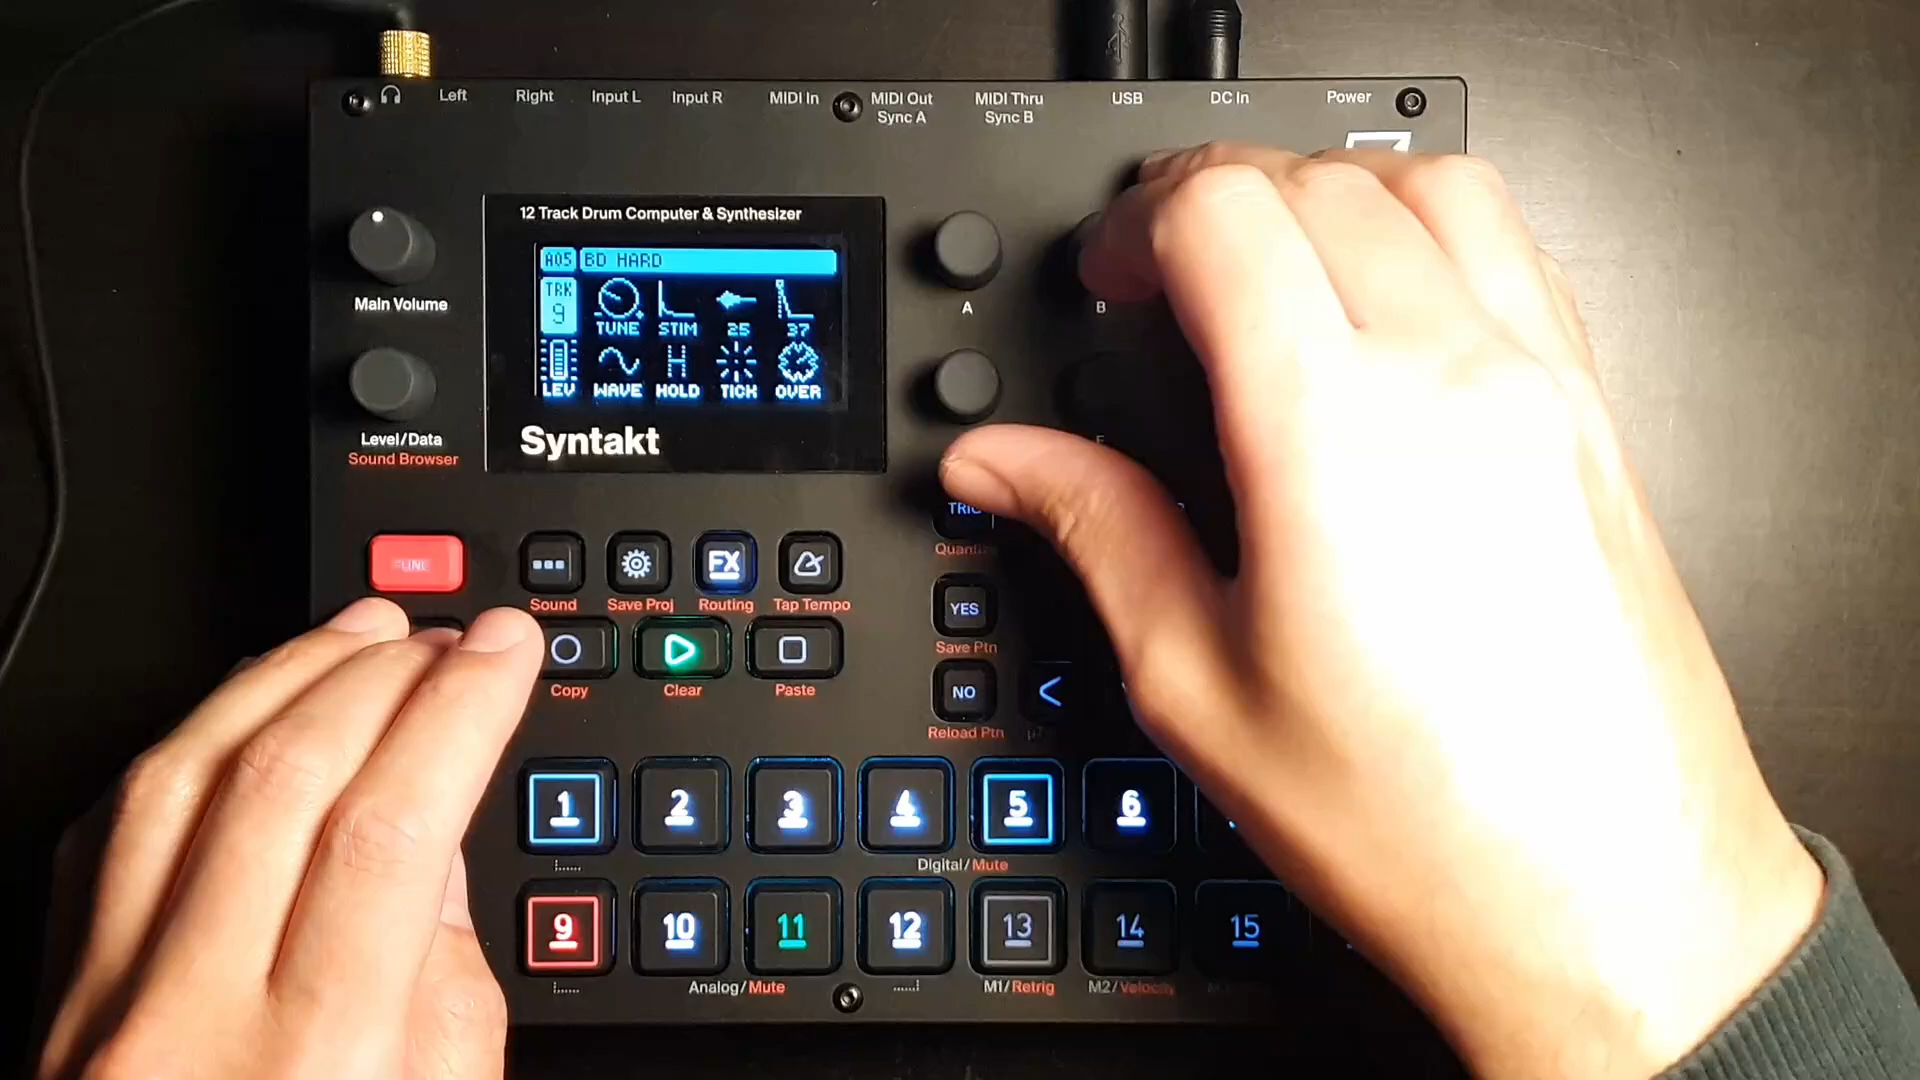 Left Right Input L Input R MIDI In MIDI Out MIDI Thru USB DC In Power
Sync A Sync B
12 Track Drum Computer & Synthesizer
A05 BD HARD
TRK
9
TUNE STIM 25 37
LEV WAVE HOLD TICK OVER
Syntakt
Main Volume
A B
Level/Data
Sound Browser
FX
Sound Save Proj Routing Tap Tempo
YES
Save Ptn
Copy Clear Paste
NO
Reload Ptn
1 2 3 4 5 6
Digital/Mute
9 10 11 12 13 14 15
Analog/Mute M1/Retrig M2/Velocity